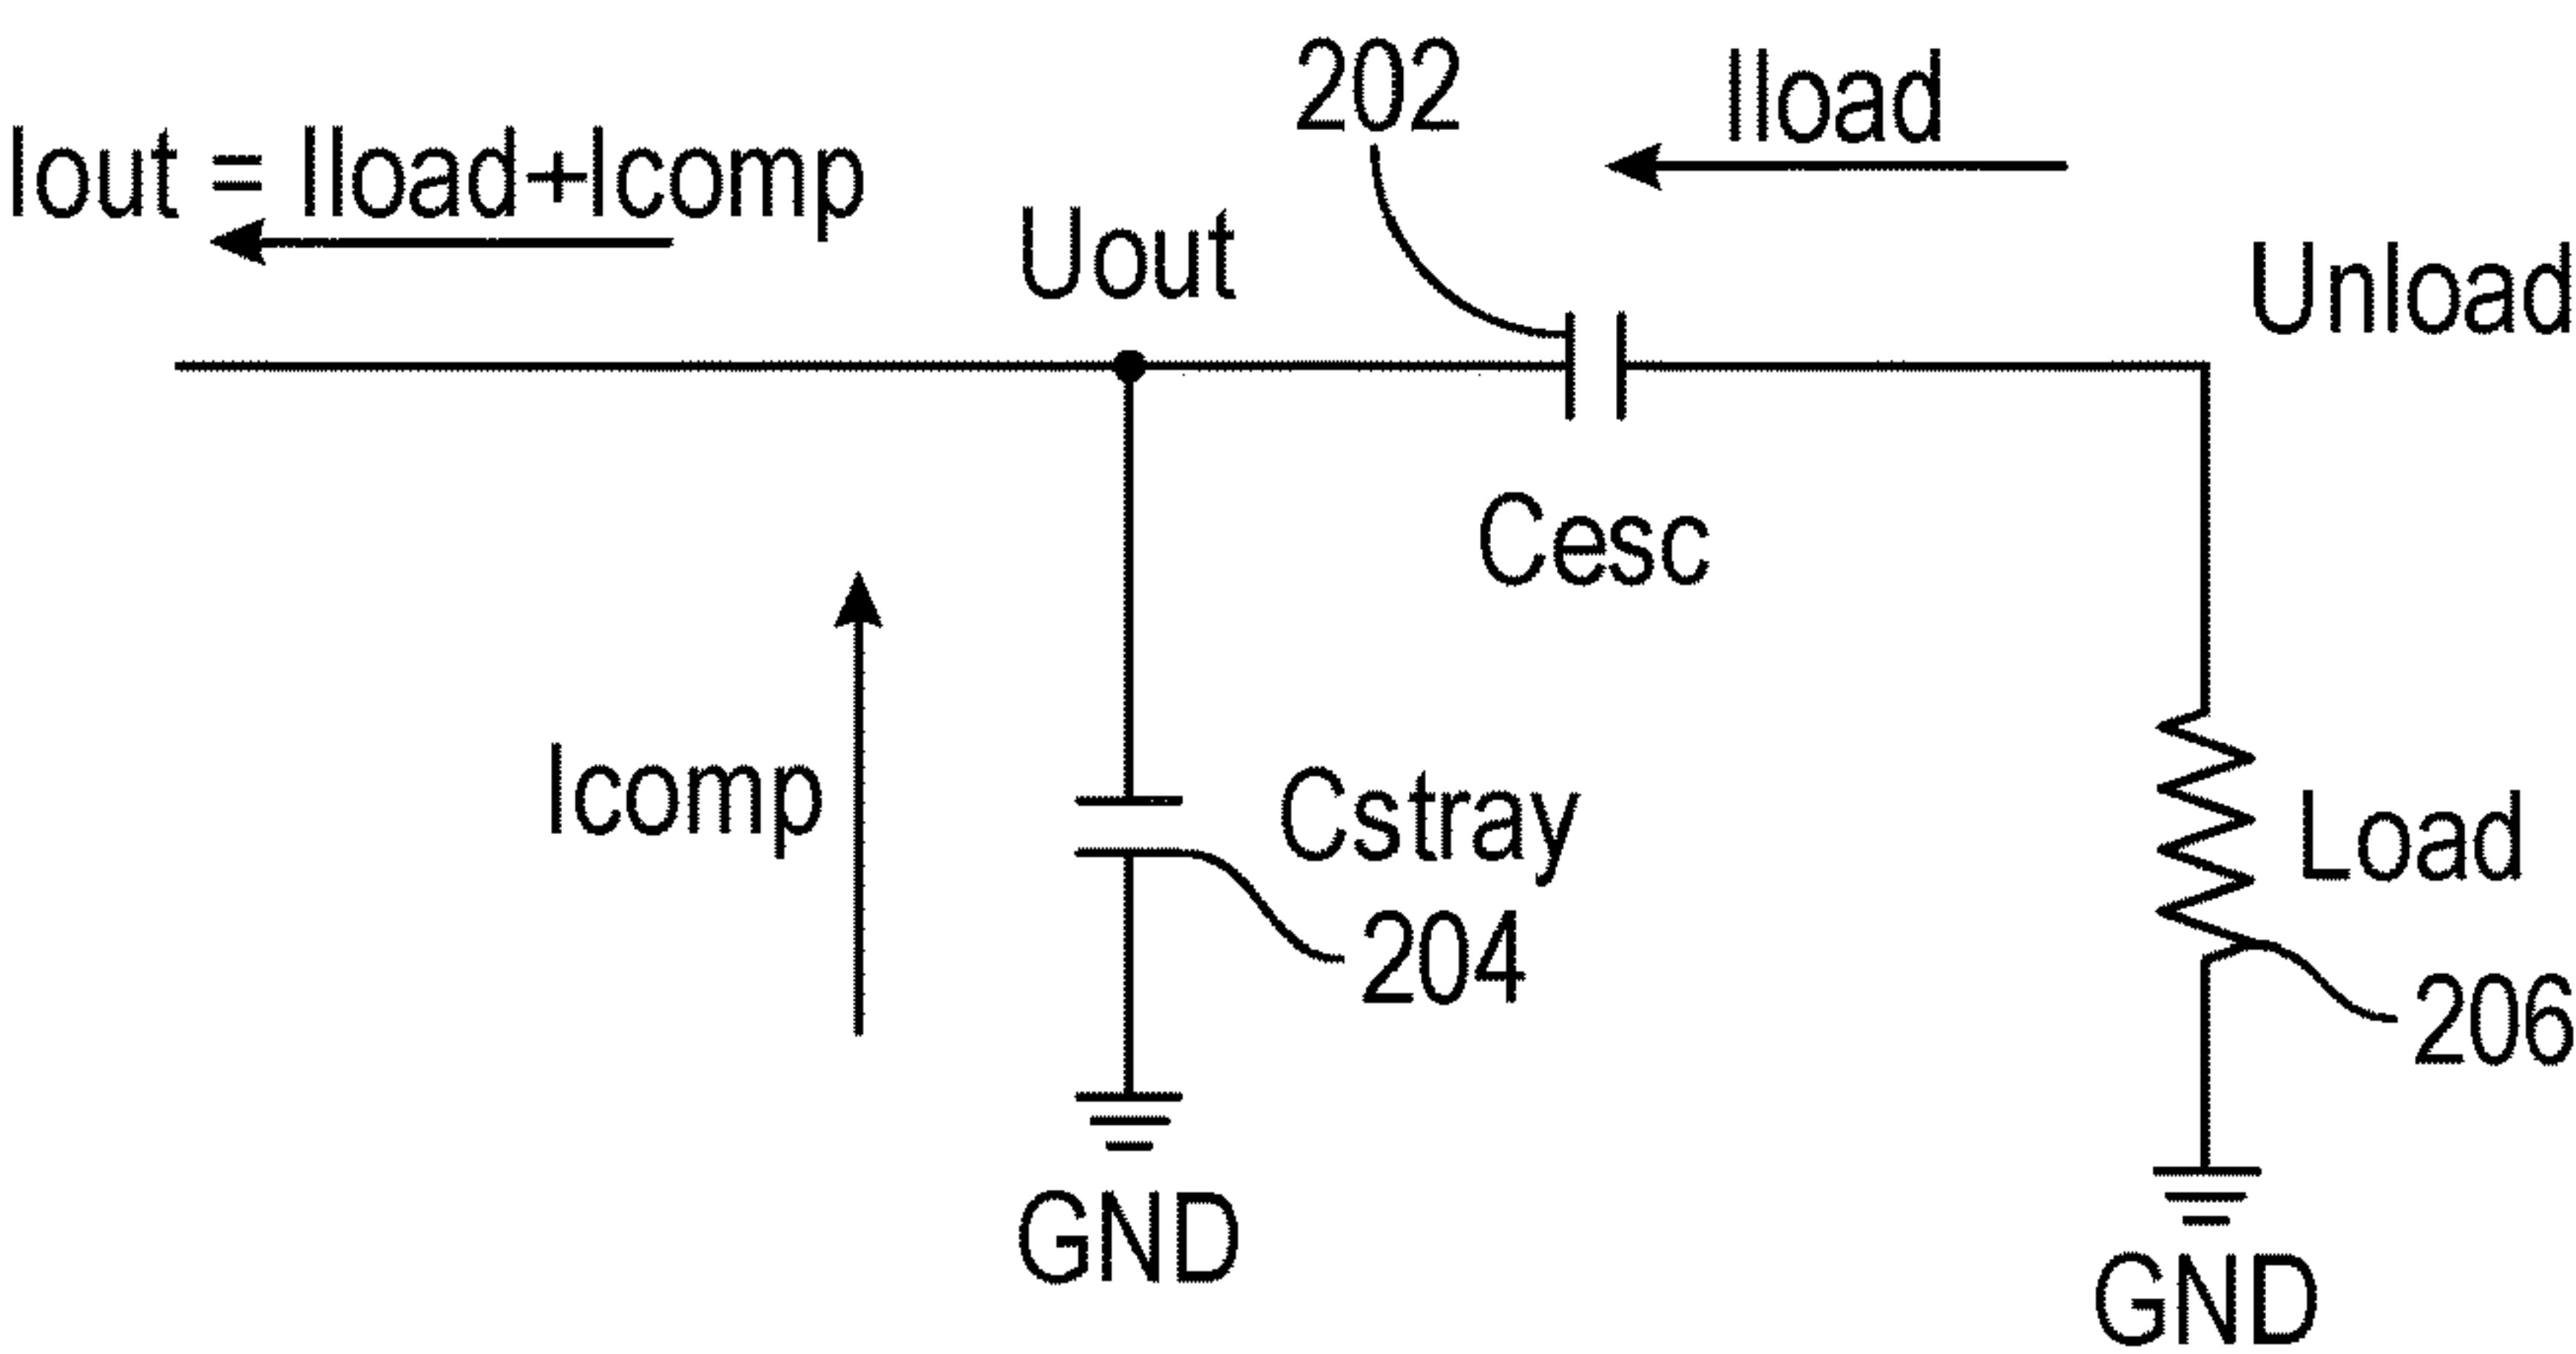 202
Iload
Iout = Iload+Icomp
Uout
Unload
Cesc
Icomp
Cstray
Load
204
206
GND
GND